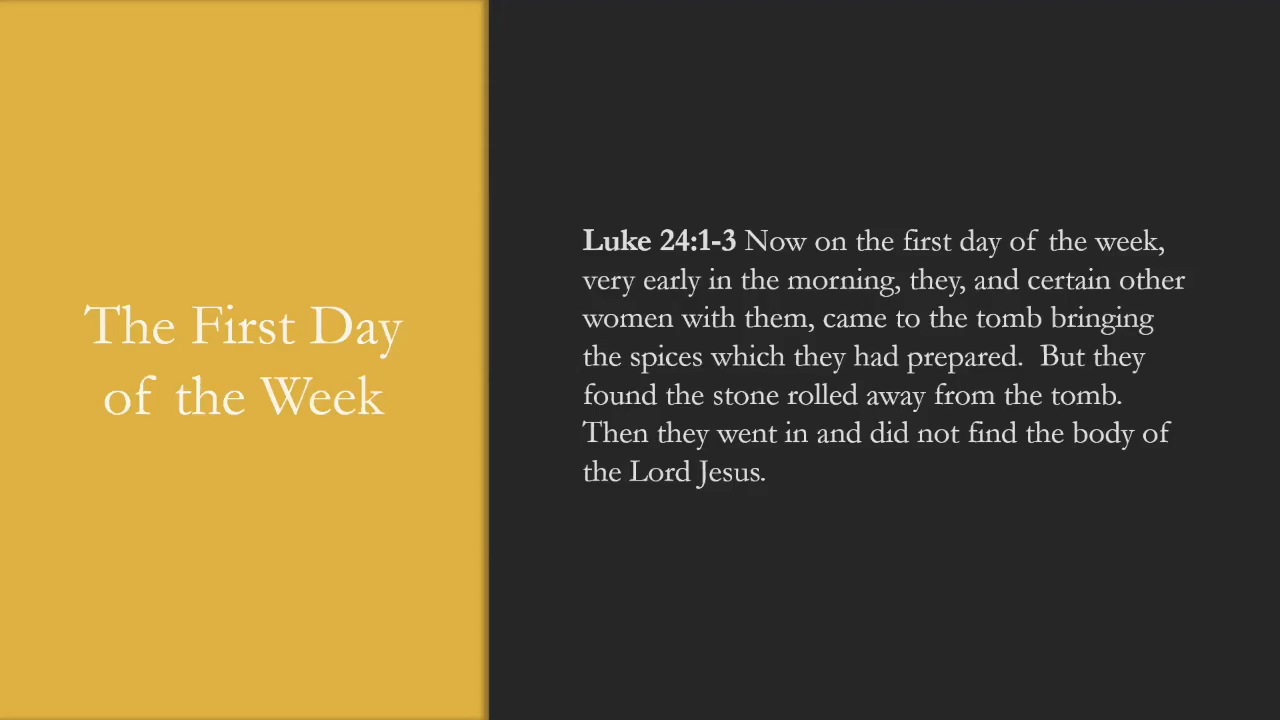 The First Day
of the Week
Luke 24:1-3 Now on the first day of the week,
very early in the morning, they, and certain other
women with them, came to the tomb bringing
the spices which they had prepared.  But they
found the stone rolled away from the tomb.
Then they went in and did not find the body of
the Lord Jesus.